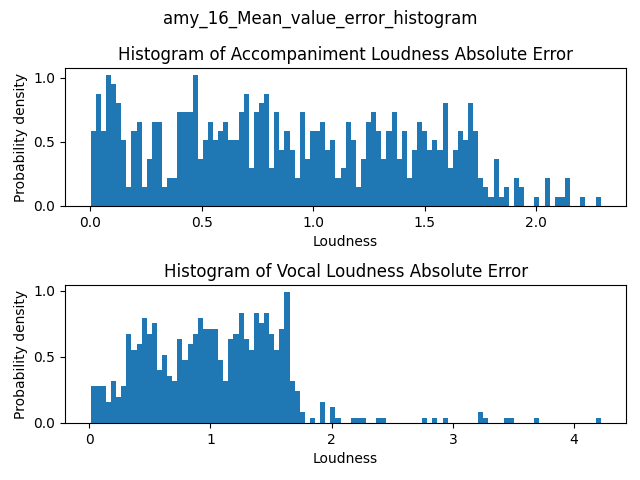 amy_16_Mean_value_error_histogram
Histogram of Accompaniment Loudness Absolute Error
Probability density
1.0
0.5
0.0
0.0 0.5 1.0 1.5 2.0
Loudness
Histogram of Vocal Loudness Absolute Error
Probability density
1.0
0.5
0.0
0 1 2 3 4
Loudness